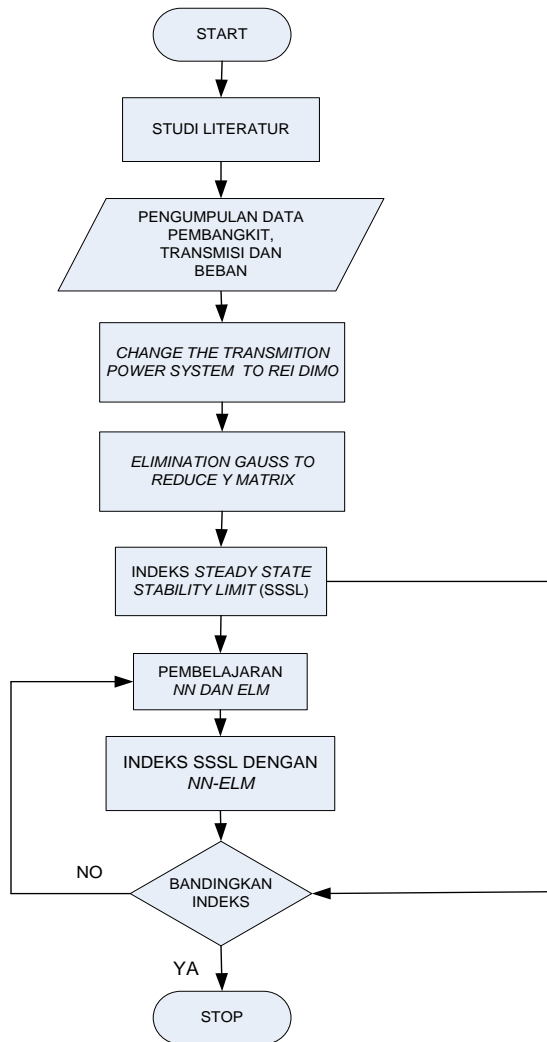 START
STUDI LITERATUR
PENGUMPULAN DATA
PEMBANGKIT,
TRANSMISI DAN
BEBAN
CHANGE THE TRANSMITION
POWER SYSTEM TO REI DIMO
ELIMINATION GAUSS TO
REDUCE Y MATRIX
INDEKS STEADY STATE
STABILITY LIMIT (SSSL)
PEMBELAJARAN
NN DAN ELM
INDEKS SSSL DENGAN
NN-ELM
NO
BANDINGKAN
INDEKS
YA
STOP